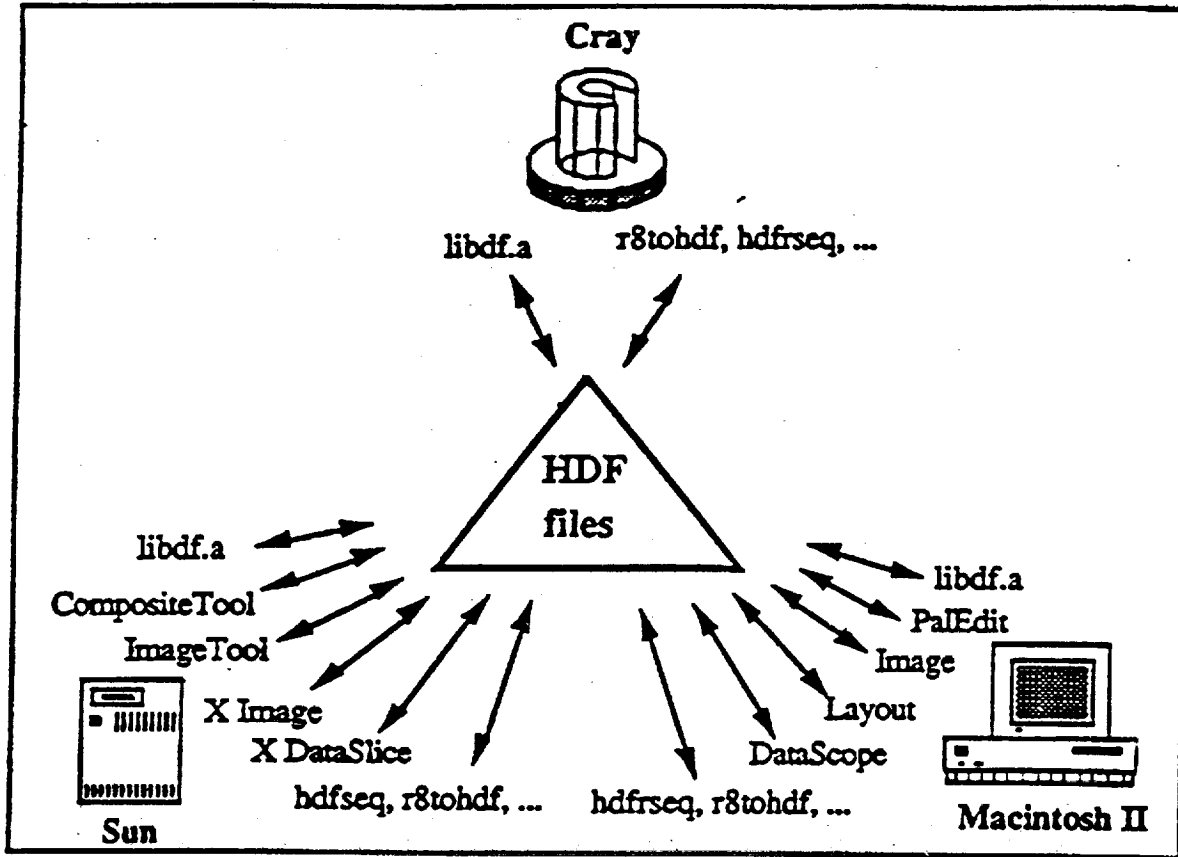 Cray
libdf.a
r8tohdf, hdfrseq, ...
HDF
files
libdf.a
CompositeTool
ImageTool
X Image
X DataSlice
hdfseq, r8tohdf, ...
Sun
libdf.a
PalEdit
Image
Layout
DataScope
hdfrseq, r8tohdf, ...
Macintosh II